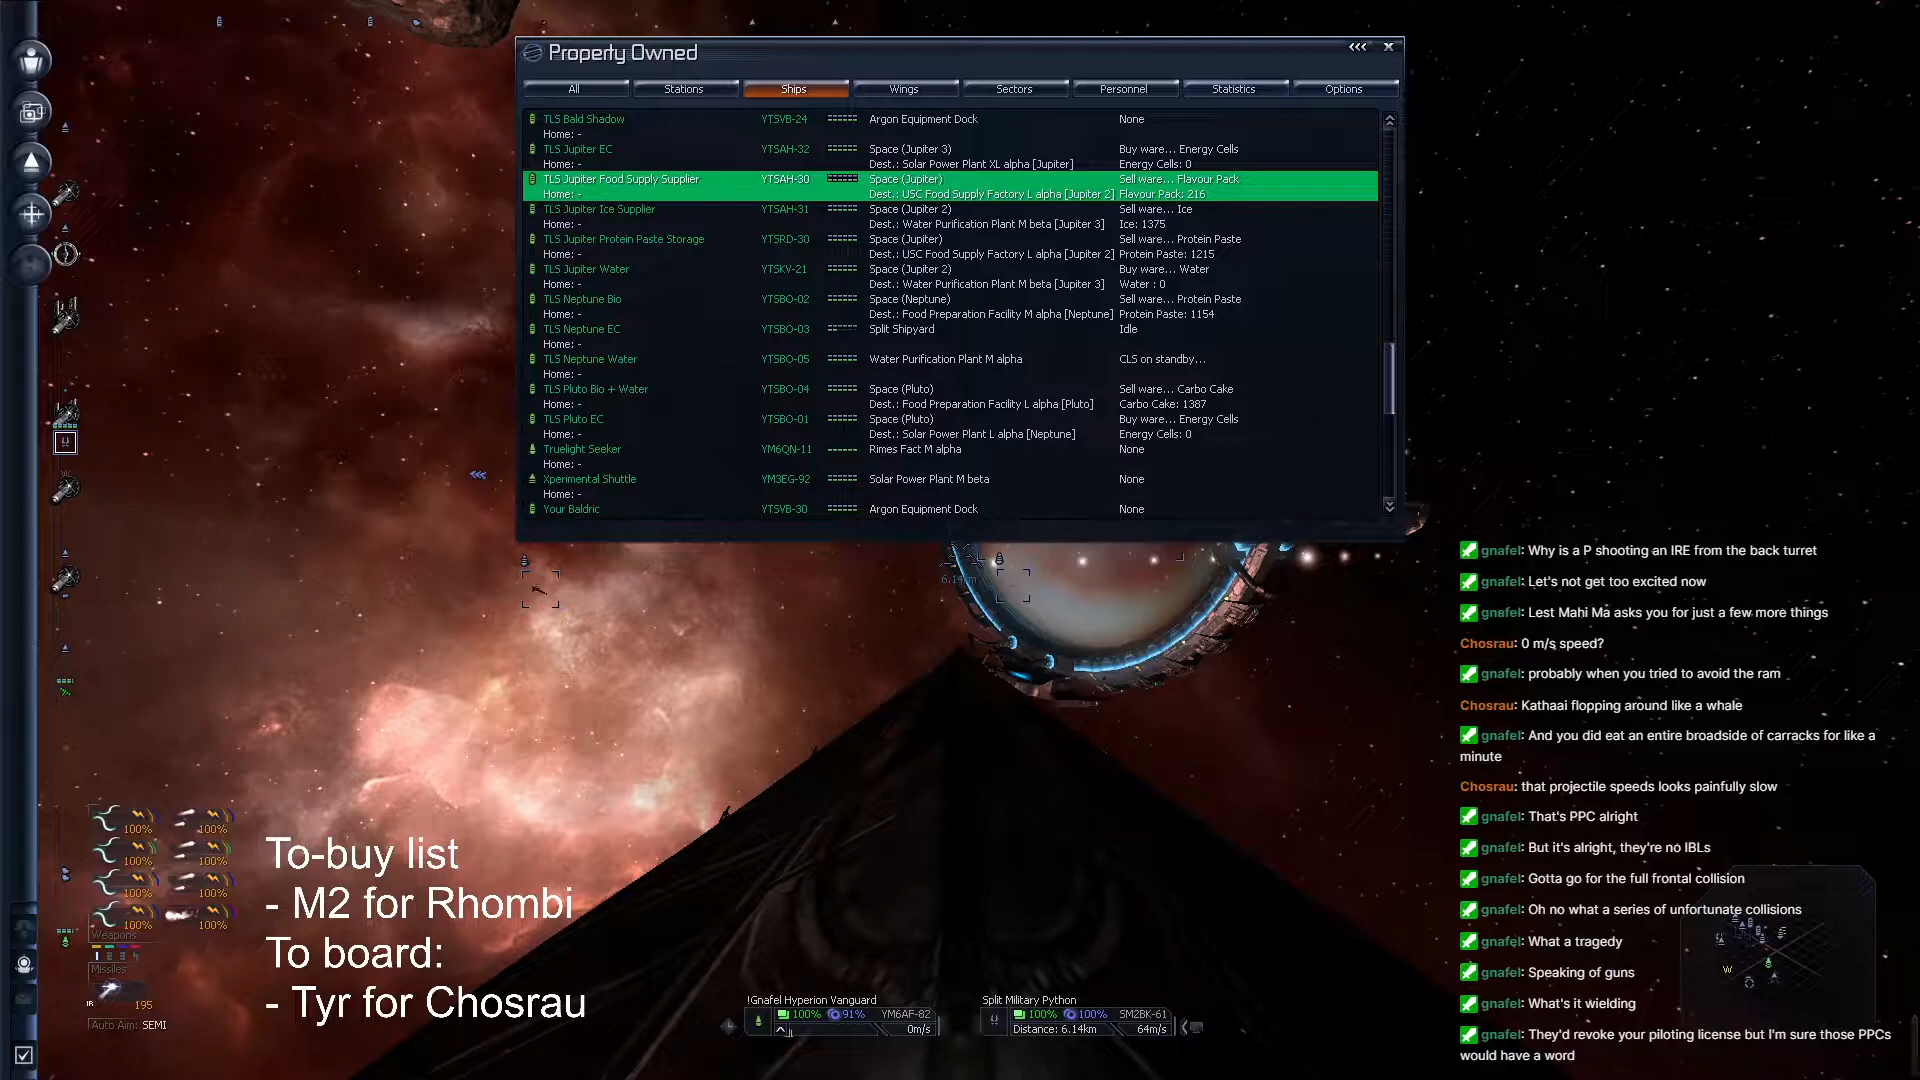 Property Owned
All Stations Ships Wings Sectors Personnel Statistics Options
TLS Bald Shadow YTSVB-24 Argon Equipment Dock None
Home: -
TLS Jupiter EC YTSAH-32 Space (Jupiter 3) Buy ware... Energy Cells
Home: - Dest.: Solar Power Plant XL alpha [Jupiter] Energy Cells: 0
TLS Jupiter Food Supply Supplier YTSAH-30 Space (Jupiter) Sell ware... Flavour Pack
Home: - Dest.: USC Food Supply Factory L alpha [Jupiter 2] Flavour Pack: 216
TLS Jupiter Ice Supplier YTSAH-31 Space (Jupiter 2) Sell ware... Ice
Home: - Dest.: Water Purification Plant M beta [Jupiter 3] Ice: 1375
TLS Jupiter Protein Paste Storage YTSRD-30 Space (Jupiter) Sell ware... Protein Paste
Home: - Dest.: USC Food Supply Factory L alpha [Jupiter 2] Protein Paste: 1215
TLS Jupiter Water YTSKV-21 Space (Jupiter 2) Buy ware... Water
Home: - Dest.: Water Purification Plant M beta [Jupiter 3] Water : 0
TLS Neptune Bio YTSBO-02 Space (Neptune) Sell ware... Protein Paste
Home: - Dest.: Food Preparation Facility M alpha [Neptune] Protein Paste: 1154
TLS Neptune EC YTSBO-03 Split Shipyard Idle
Home: -
TLS Neptune Water YTSBO-05 Water Purification Plant M alpha CLS on standby...
Home: -
TLS Pluto Bio + Water YTSBO-04 Space (Pluto) Sell ware... Carbo Cake
Home: - Dest.: Food Preparation Facility L alpha [Pluto] Carbo Cake: 1387
TLS Pluto EC YTSBO-01 Space (Pluto) Buy ware... Energy Cells
Home: - Dest.: Solar Power Plant L alpha [Neptune] Energy Cells: 0
Truelight Seeker YM6QN-11 Rimes Fact M alpha None
Home: -
Xperimental Shuttle YM3EG-92 Solar Power Plant M beta None
Home: -
Your Baldric YTSVB-30 Argon Equipment Dock None
6.14km
gnafel: Why is a P shooting an IRE from the back turret
gnafel: Let's not get too excited now
gnafel: Lest Mahi Ma asks you for just a few more things
Chosrau: 0 m/s speed?
gnafel: probably when you tried to avoid the ram
Chosrau: Kathaai flopping around like a whale
gnafel: And you did eat an entire broadside of carracks for like a
minute
Chosrau: that projectile speeds looks painfully slow
gnafel: That's PPC alright
gnafel: But it's alright, they're no IBLs
gnafel: Gotta go for the full frontal collision
gnafel: Oh no what a series of unfortunate collisions
gnafel: What a tragedy
gnafel: Speaking of guns
gnafel: What's it wielding
gnafel: They'd revoke your piloting license but I'm sure those PPCs
would have a word
W
100% 100%
100% 100%
100% 100%
100% 100%
Weapons
1 2 3 4
Missiles
IR 195
Auto Aim: SEMI
To-buy list
- M2 for Rhombi
To board:
- Tyr for Chosrau
!Gnafel Hyperion Vanguard
100% 91% YM6AF-82
0m/s
Split Military Python
100% 100% SM2BK-61
Distance: 6.14km 64m/s